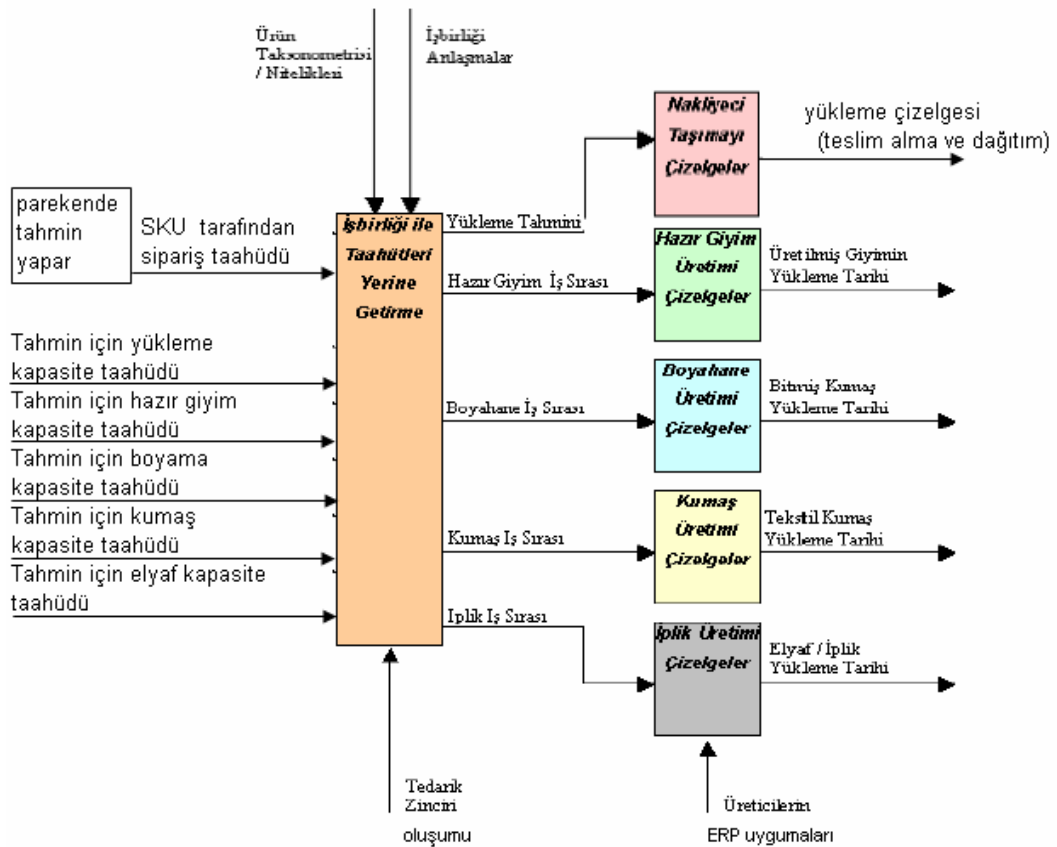 Ürün
Taksonometrisi
/ Nitelikleri
İşbirliği
Anlaşmalar
Nakliyeci
Taşımayı
Çizelgeler
yükleme çizelgesi
(teslim alma ve dağıtım)
parekende
tahmin
yapar
SKU tarafından
sipariş taahüdü
İşbirliği ile
Taahütleri
Yerine
Getirme
Yükleme Tahmini
Hazır Giyim İş Sırası
Hazır Giyim
Üretimi
Çizelgeler
Üretilmiş Giyimin
Yükleme Tarihi
Tahmin için yükleme
kapasite taahüdü
Tahmin için hazır giyim
kapasite taahüdü
Tahmin için boyama
kapasite taahüdü
Tahmin için kumaş
kapasite taahüdü
Tahmin için elyaf kapasite
taahüdü
Boyahane İş Sırası
Boyahane
Üretimi
Çizelgeler
Bitmiş Kumaş
Yükleme Tarihi
Kumaş İş Sırası
Kumaş
Üretimi
Çizelgeler
Tekstil Kumaş
Yükleme Tarihi
Iplik İş Sırası
İplik Üretimi
Çizelgeler
Elyaf / İplik
Yükleme Tarihi
Tedarik
Zinciri
oluşumu
Üreticilerin
ERP uygumaları